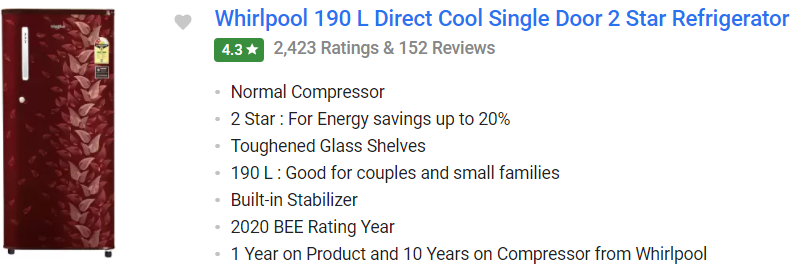 Whirlpool 190 L Direct Cool Single Door 2 Star Refrigerator
4.3★ 2,423 Ratings & 152 Reviews
Normal Compressor
2 Star : For Energy savings up to 20%
Toughened Glass Shelves
190 L : Good for couples and small families
Built-in Stabilizer
2020 BEE Rating Year
1 Year on Product and 10 Years on Compressor from Whirlpool